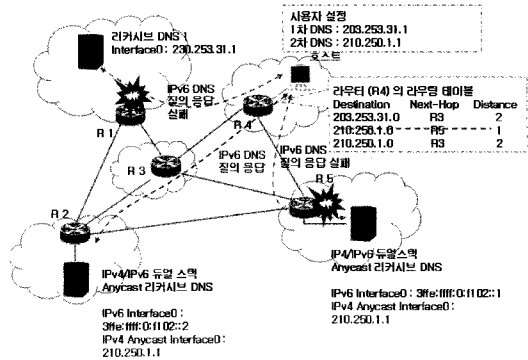 리커시브 DNS 1
Interface0: 230.253.31.1
사용자 설정
1차 DNS : 203.253.31.1
2차 DNS : 210.250.1.1
호스트
IPv6 DNS
질의 응답
실패
R 1
라우터 (R4) 의 라우팅 테이블
Destination Next-Hop Distance
203.253.31.0 R3 2
210.250.1.0 R5 1
210.250.1.0 R3 2
R 4
IPv6 DNS
질의 응답
IPv6 DNS
질의 응답 실패
R 3
R 5
R 2
IPv4/IPv6 듀얼 스택
Anycast 리커시브 DNS
IPv6 Interface0 :
3ffe:ffff:0:f102::2
IPv4 Anycast Interface0 :
210.250.1.1
IP4/IPv6 듀얼스택
Anycast 리커시브 DNS
IPv6 Interface0 : 3ffe:ffff:0:f102::1
IPv4 Anycast Interface0 :
210.250.1.1